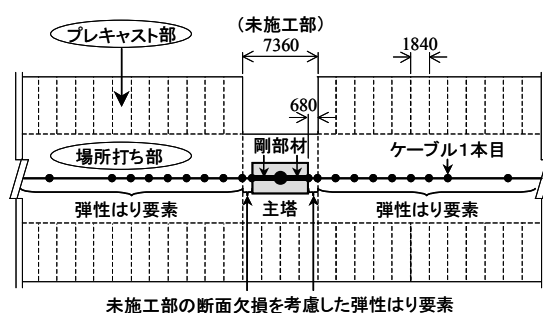 (未施工部)
プレキャスト部
7360
1840
680
剛部材
場所打ち部
ケーブル1本目
弾性はり要素
主塔
弾性はり要素
未施工部の断面欠損を考慮した弾性はり要素